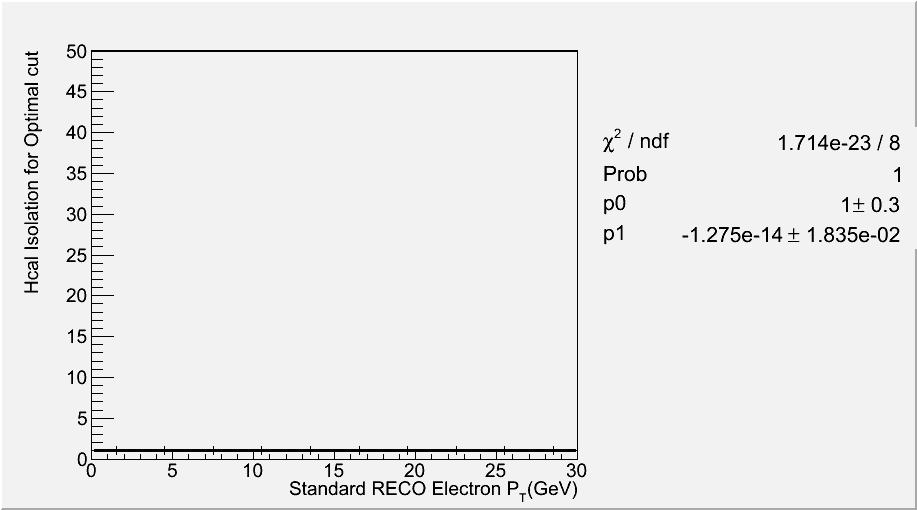 Hcal Isolation for Optimal cut
50
45
40
35
30
25
20
15
10
5
0
0 5 10 15 20 25 30
Standard RECO Electron P_T(GeV)
χ² / ndf 1.714e-23 / 8
Prob 1
p0 1± 0.3
p1 -1.275e-14 ± 1.835e-02